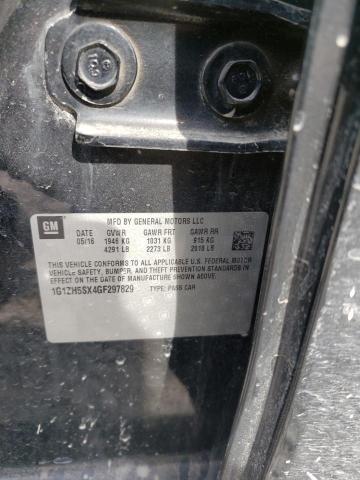 GM
MFD BY GENERAL MOTORS LLC
DATE GVWR GAWR FRT GAWR RR
05/16 1946 KG 1031 KG 915 KG
4291 LB 2273 LB 2018 LB
THIS VEHICLE CONFORMS TO ALL APPLICABLE U.S. FEDERAL MOTOR
VEHICLE SAFETY, BUMPER, AND THEFT PREVENTION STANDARDS
IN EFFECT ON THE DATE OF MANUFACTURE SHOWN ABOVE.
1G1ZH5SX4GF297829 TYPE: PASS CAR